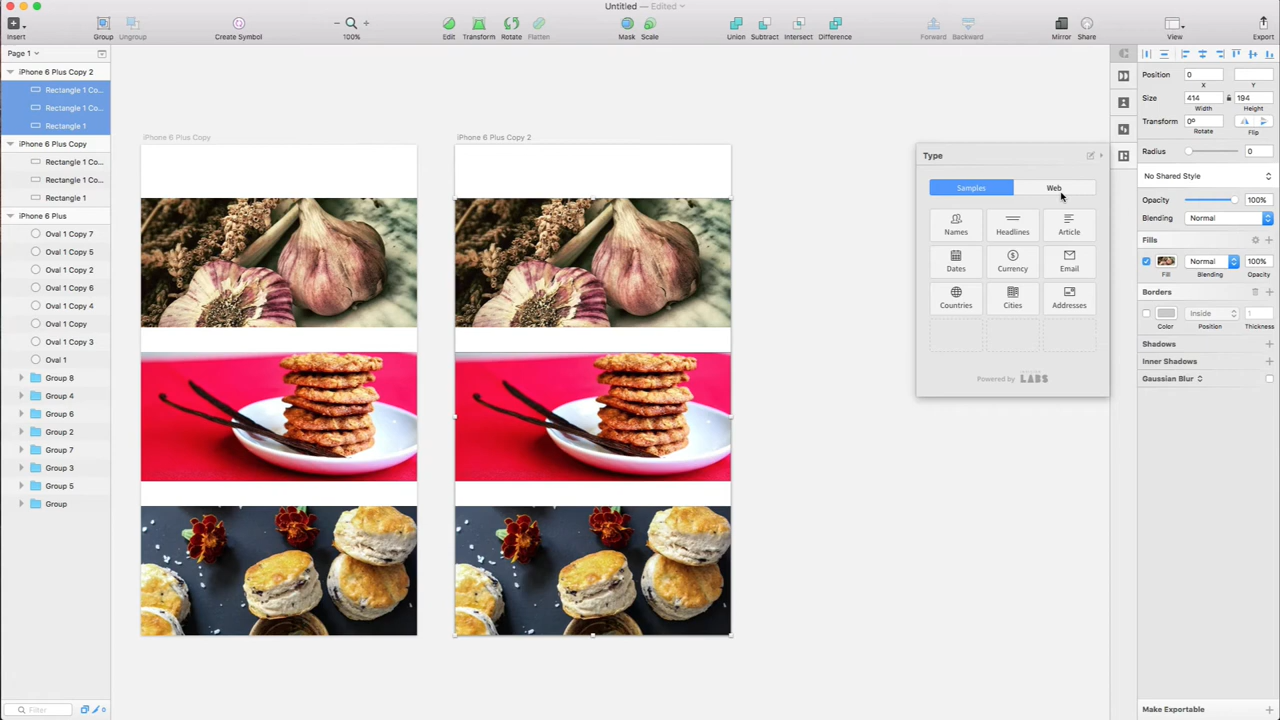 Untitled — Edited
Insert
Group
Ungroup
Create Symbol
100%
Edit
Transform
Rotate
Flatten
Mask
Scale
Union
Subtract
Intersect
Difference
Forward
Backward
Mirror
Share
View
Export
Page 1
iPhone 6 Plus Copy 2
Rectangle 1 Co...
Rectangle 1 Co...
Rectangle 1
iPhone 6 Plus Copy
Rectangle 1 Co...
Rectangle 1 Co...
Rectangle 1
iPhone 6 Plus
Oval 1 Copy 7
Oval 1 Copy 5
Oval 1 Copy 2
Oval 1 Copy 6
Oval 1 Copy 4
Oval 1 Copy
Oval 1 Copy 3
Oval 1
Group 8
Group 4
Group 6
Group 2
Group 7
Group 3
Group 5
Group
Filter
0
iPhone 6 Plus Copy
iPhone 6 Plus Copy 2
Type
Samples
Web
Names
Headlines
Article
Dates
Currency
Email
Countries
Cities
Addresses
Powered by LABS
Position 0
X Y
Size 414 194
Width Height
Transform 0º
Rotate Flip
Radius 0
No Shared Style
Opacity 100%
Blending Normal
Fills
Normal 100%
Fill Blending Opacity
Borders
Inside 1
Color Position Thickness
Shadows
Inner Shadows
Gaussian Blur
Make Exportable